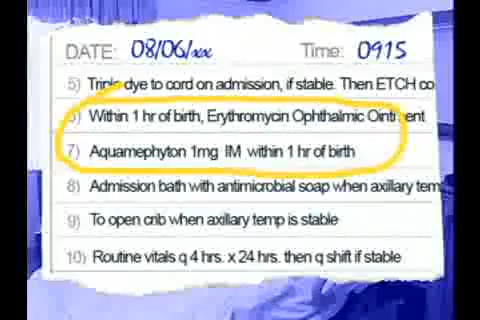 DATE: 08/06/xx Time: 0915
5) Triple dye to cord on admission, if stable. Then ETCH co
6) Within 1 hr of birth, Erythromycin Ophthalmic Ointment
7) Aquamephyton 1mg IM within 1 hr of birth
8) Admission bath with antimicrobial soap when axillary tem
9) To open crib when axillary temp is stable
10) Routine vitals q 4 hrs. x 24 hrs. then q shift if stable